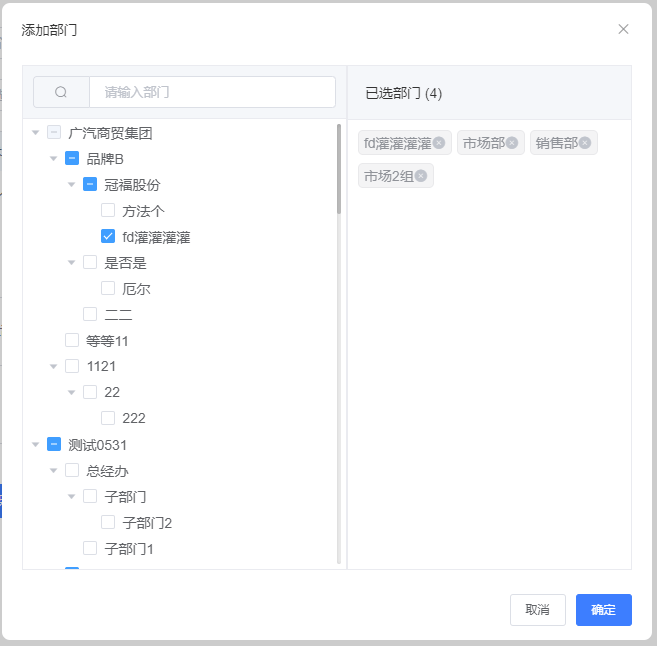 添加部门
请输入部门
广汽商贸集团
品牌B
冠福股份
方法个
fd灌灌灌灌
是否是
厄尔
二二
等等11
1121
22
222
测试0531
总经办
子部门
子部门2
子部门1
已选部门 (4)
fd灌灌灌灌 市场部 销售部
市场2组
取消 确定